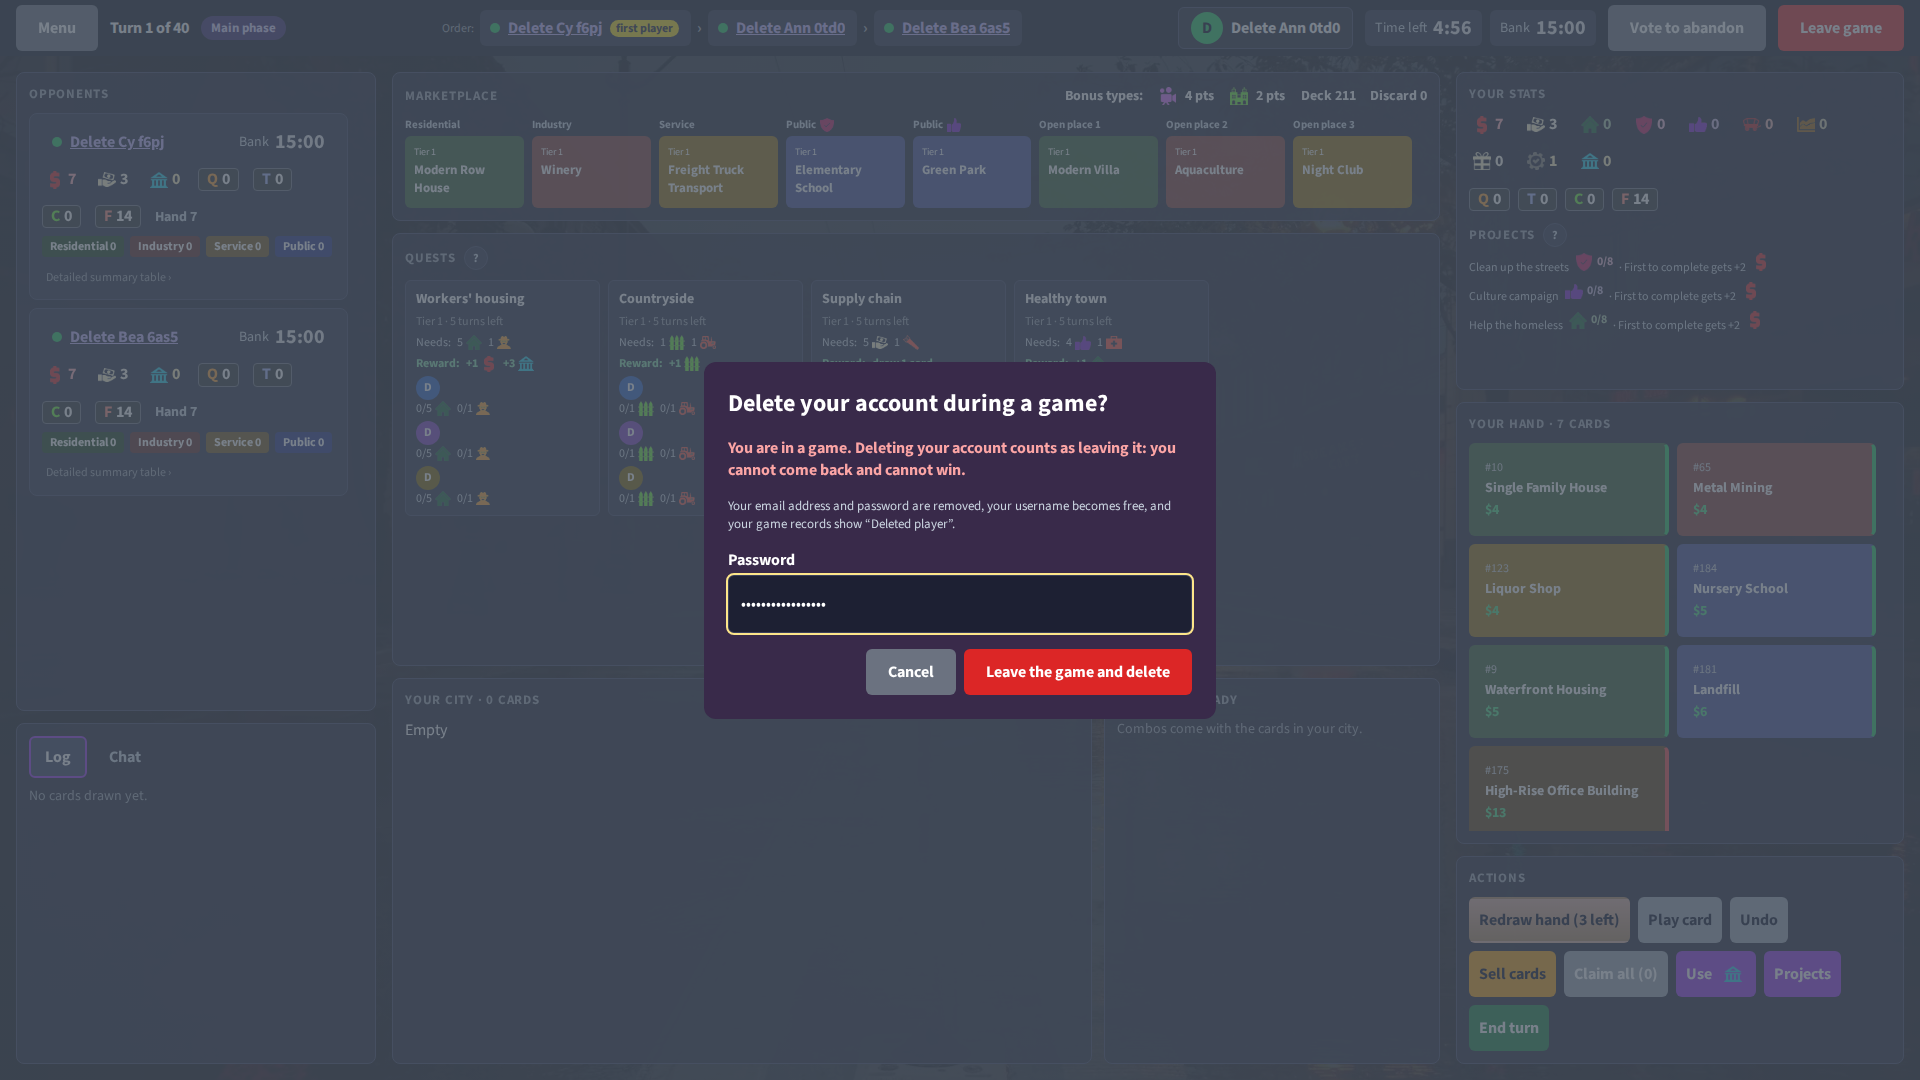 Menu
Turn 1 of 40
Main phase
Order:
Delete Cy f6pj
first player
›
Delete Ann 0td0
›
Delete Bea 6as5
D
Delete Ann 0td0
Time left 4:56
Bank 15:00
Vote to abandon
Leave game
OPPONENTS
Delete Cy f6pj
Bank 15:00
7 3 0 Q 0 T 0
C 0 F 14 Hand 7
Residential 0 Industry 0 Service 0 Public 0
Detailed summary table ›
Delete Bea 6as5
Bank 15:00
7 3 0 Q 0 T 0
C 0 F 14 Hand 7
Residential 0 Industry 0 Service 0 Public 0
Detailed summary table ›
Log
Chat
No cards drawn yet.
MARKETPLACE
Bonus types: 4 pts 2 pts Deck 211 Discard 0
Residential
Tier 1
Modern Row
House
Industry
Tier 1
Winery
Service
Tier 1
Freight Truck
Transport
Public
Tier 1
Elementary
School
Public
Tier 1
Green Park
Open place 1
Tier 1
Modern Villa
Open place 2
Tier 1
Aquaculture
Open place 3
Tier 1
Night Club
QUESTS ?
Workers' housing
Tier 1 · 5 turns left
Needs: 5 1
Reward: +1 +3
D
0/5 0/1
D
0/5 0/1
D
0/5 0/1
Countryside
Tier 1 · 5 turns left
Needs: 1 1
Reward: +1
D
0/1 0/1
D
0/1 0/1
D
0/1 0/1
Supply chain
Tier 1 · 5 turns left
Needs: 5 1
Healthy town
Tier 1 · 5 turns left
Needs: 4 1
Delete your account during a game?
You are in a game. Deleting your account counts as leaving it: you
cannot come back and cannot win.
Your email address and password are removed, your username becomes free, and
your game records show “Deleted player”.
Password
•••••••••••••••••
Cancel
Leave the game and delete
YOUR CITY · 0 CARDS
Empty
Combos come with the cards in your city.
YOUR STATS
7 3 0 0 0 0 0
0 1 0
Q 0 T 0 C 0 F 14
PROJECTS ?
Clean up the streets 0/8 · First to complete gets +2
Culture campaign 0/8 · First to complete gets +2
Help the homeless 0/8 · First to complete gets +2
YOUR HAND · 7 CARDS
#10
Single Family House
$4
#65
Metal Mining
$4
#123
Liquor Shop
$4
#184
Nursery School
$5
#9
Waterfront Housing
$5
#181
Landfill
$6
#175
High-Rise Office Building
$13
ACTIONS
Redraw hand (3 left)
Play card
Undo
Sell cards
Claim all (0)
Use
Projects
End turn